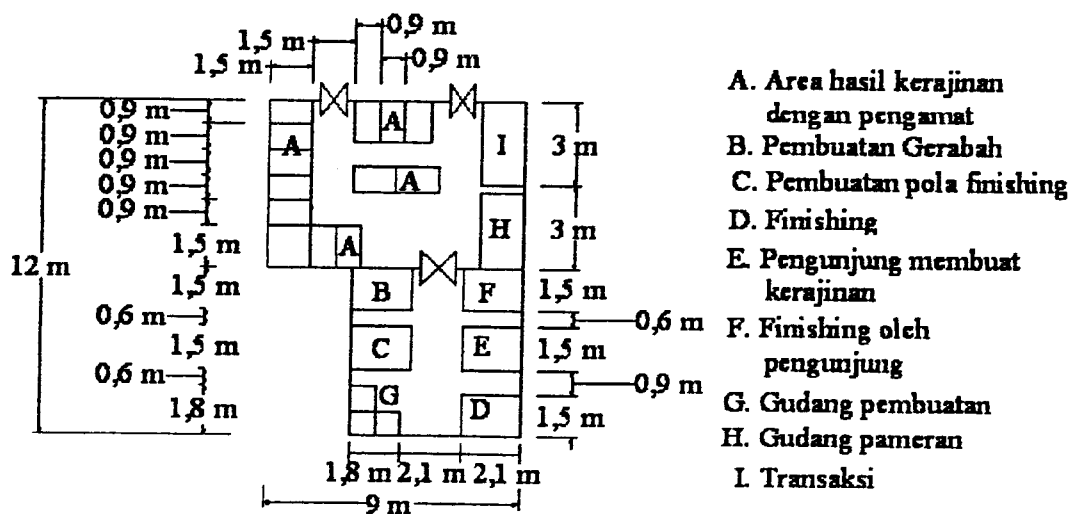 0,9 m
1,5 m
0,9 m
1,5 m
0,9 m
0,9 m
0,9 m
0,9 m
0,9 m
1,5 m
12 m
1,5 m
0,6 m
1,5 m
0,6 m
1,8 m
A
A
I
3 m
A
H
3 m
A
B
F
1,5 m
0,6 m
C
E
1,5 m
0,9 m
G
D
1,5 m
1,8 m 2,1 m 2,1 m
9 m
A. Area hasil kerajinan
dengan pengamat
B. Pembuatan Gerabah
C. Pembuatan pola finishing
D. Finishing
E. Pengunjung membuat
kerajinan
F. Finishing oleh
pengunjung
G. Gudang pembuatan
H. Gudang pameran
I. Transaksi